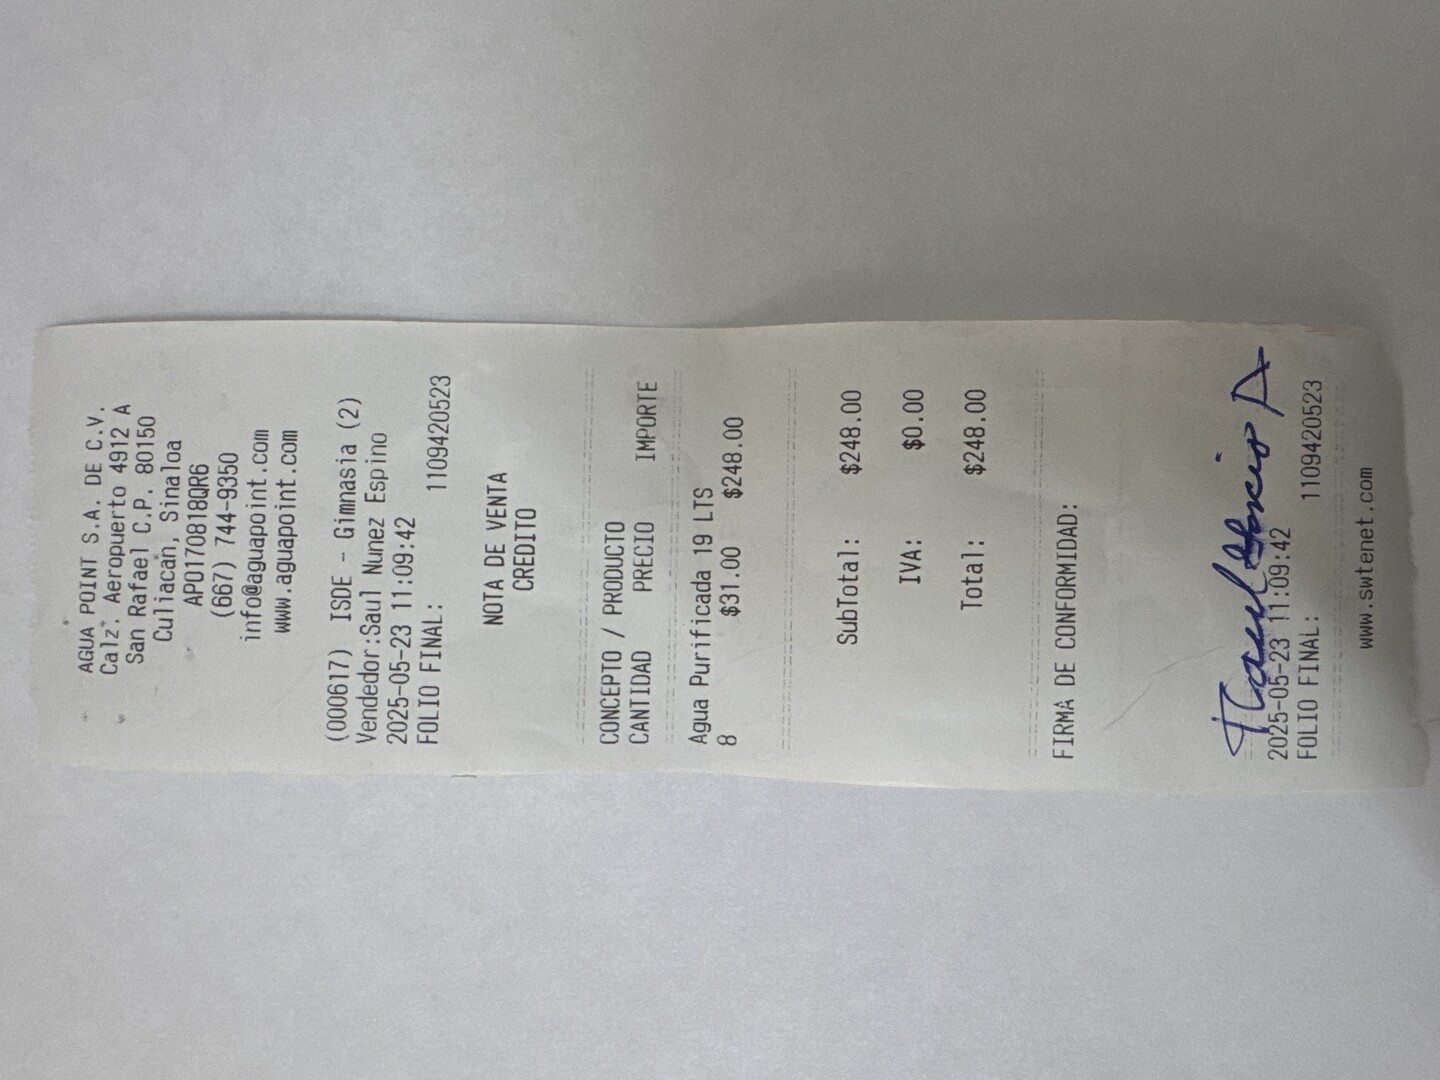 AGUA POINT S.A. DE C.V.
Calz. Aeropuerto 4912 A
San Rafael C.P. 80150
Culiacán, Sinaloa
APO170818QR6
(667) 744-9350
info@aguapoint.com
www.aguapoint.com
(000617) ISDE - Gimnasia (2)
Vendedor:Saul Nunez Espino
2025-05-23 11:09:42
FOLIO FINAL: 1109420523
NOTA DE VENTA
CREDITO
CONCEPTO / PRODUCTO
CANTIDAD PRECIO IMPORTE
Agua Purificada 19 LTS
8 $31.00 $248.00
SubTotal: $248.00
IVA: $0.00
Total: $248.00
FIRMA DE CONFORMIDAD:
2025-05-23 11:09:42
FOLIO FINAL: 1109420523
www.swtenet.com